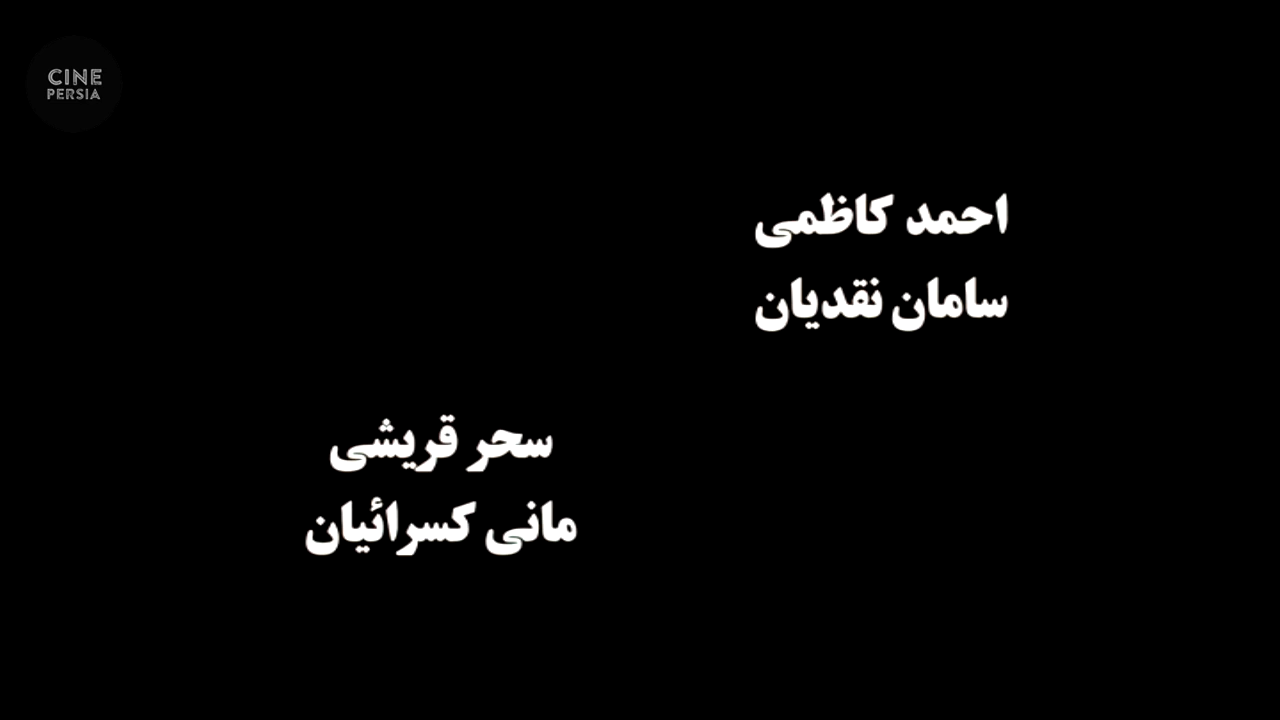 CINE
PERSIA
احمد کاظمی
سامان نقدیان
سحر قریشی
مانی کسرائیان